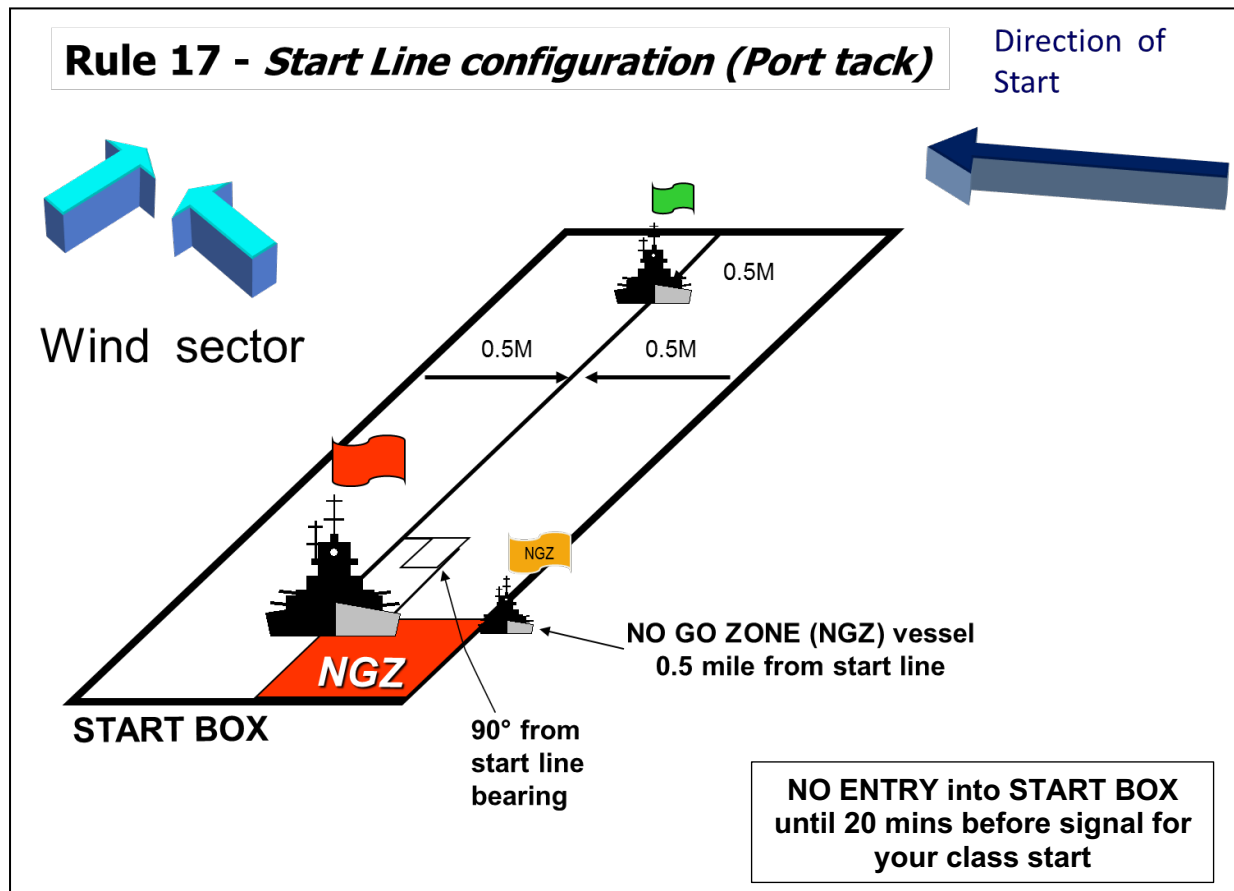 Rule 17 - Start Line configuration (Port tack)
Direction of
Start
Wind sector
0.5M
0.5M
0.5M
NGZ
NO GO ZONE (NGZ) vessel
0.5 mile from start line
NGZ
START BOX
90° from
start line
bearing
NO ENTRY into START BOX
until 20 mins before signal for
your class start